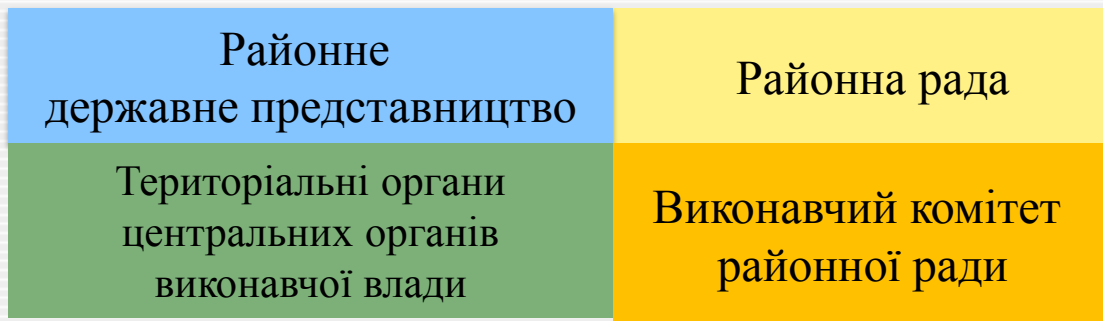 Районне
державне представництво
Районна рада
Територіальні органи
центральних органів
виконавчої влади
Виконавчий комітет
районної ради